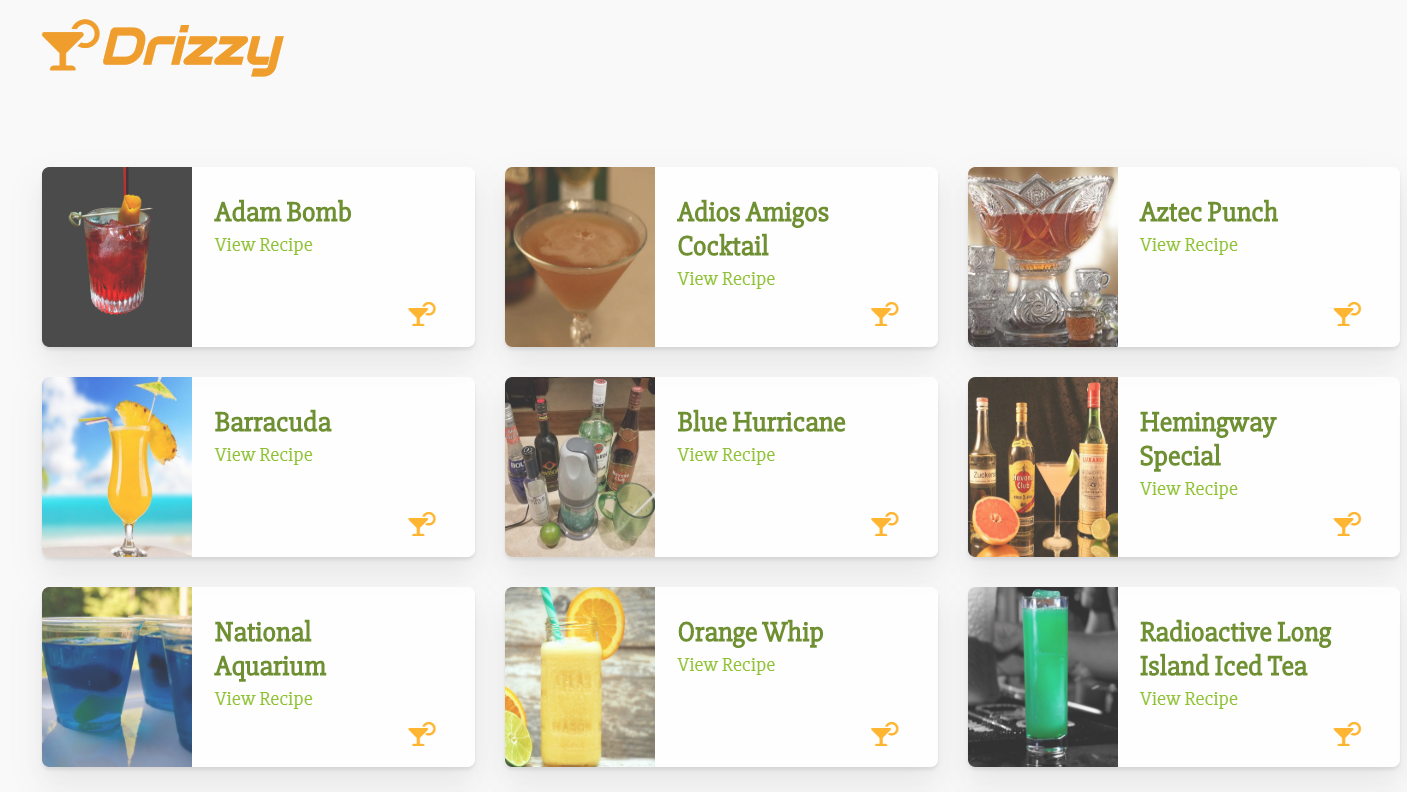 Drizzy
Adam Bomb
View Recipe
Adios Amigos
Cocktail
View Recipe
Aztec Punch
View Recipe
Barracuda
View Recipe
Blue Hurricane
View Recipe
Hemingway
Special
View Recipe
National
Aquarium
View Recipe
Orange Whip
View Recipe
Radioactive Long
Island Iced Tea
View Recipe